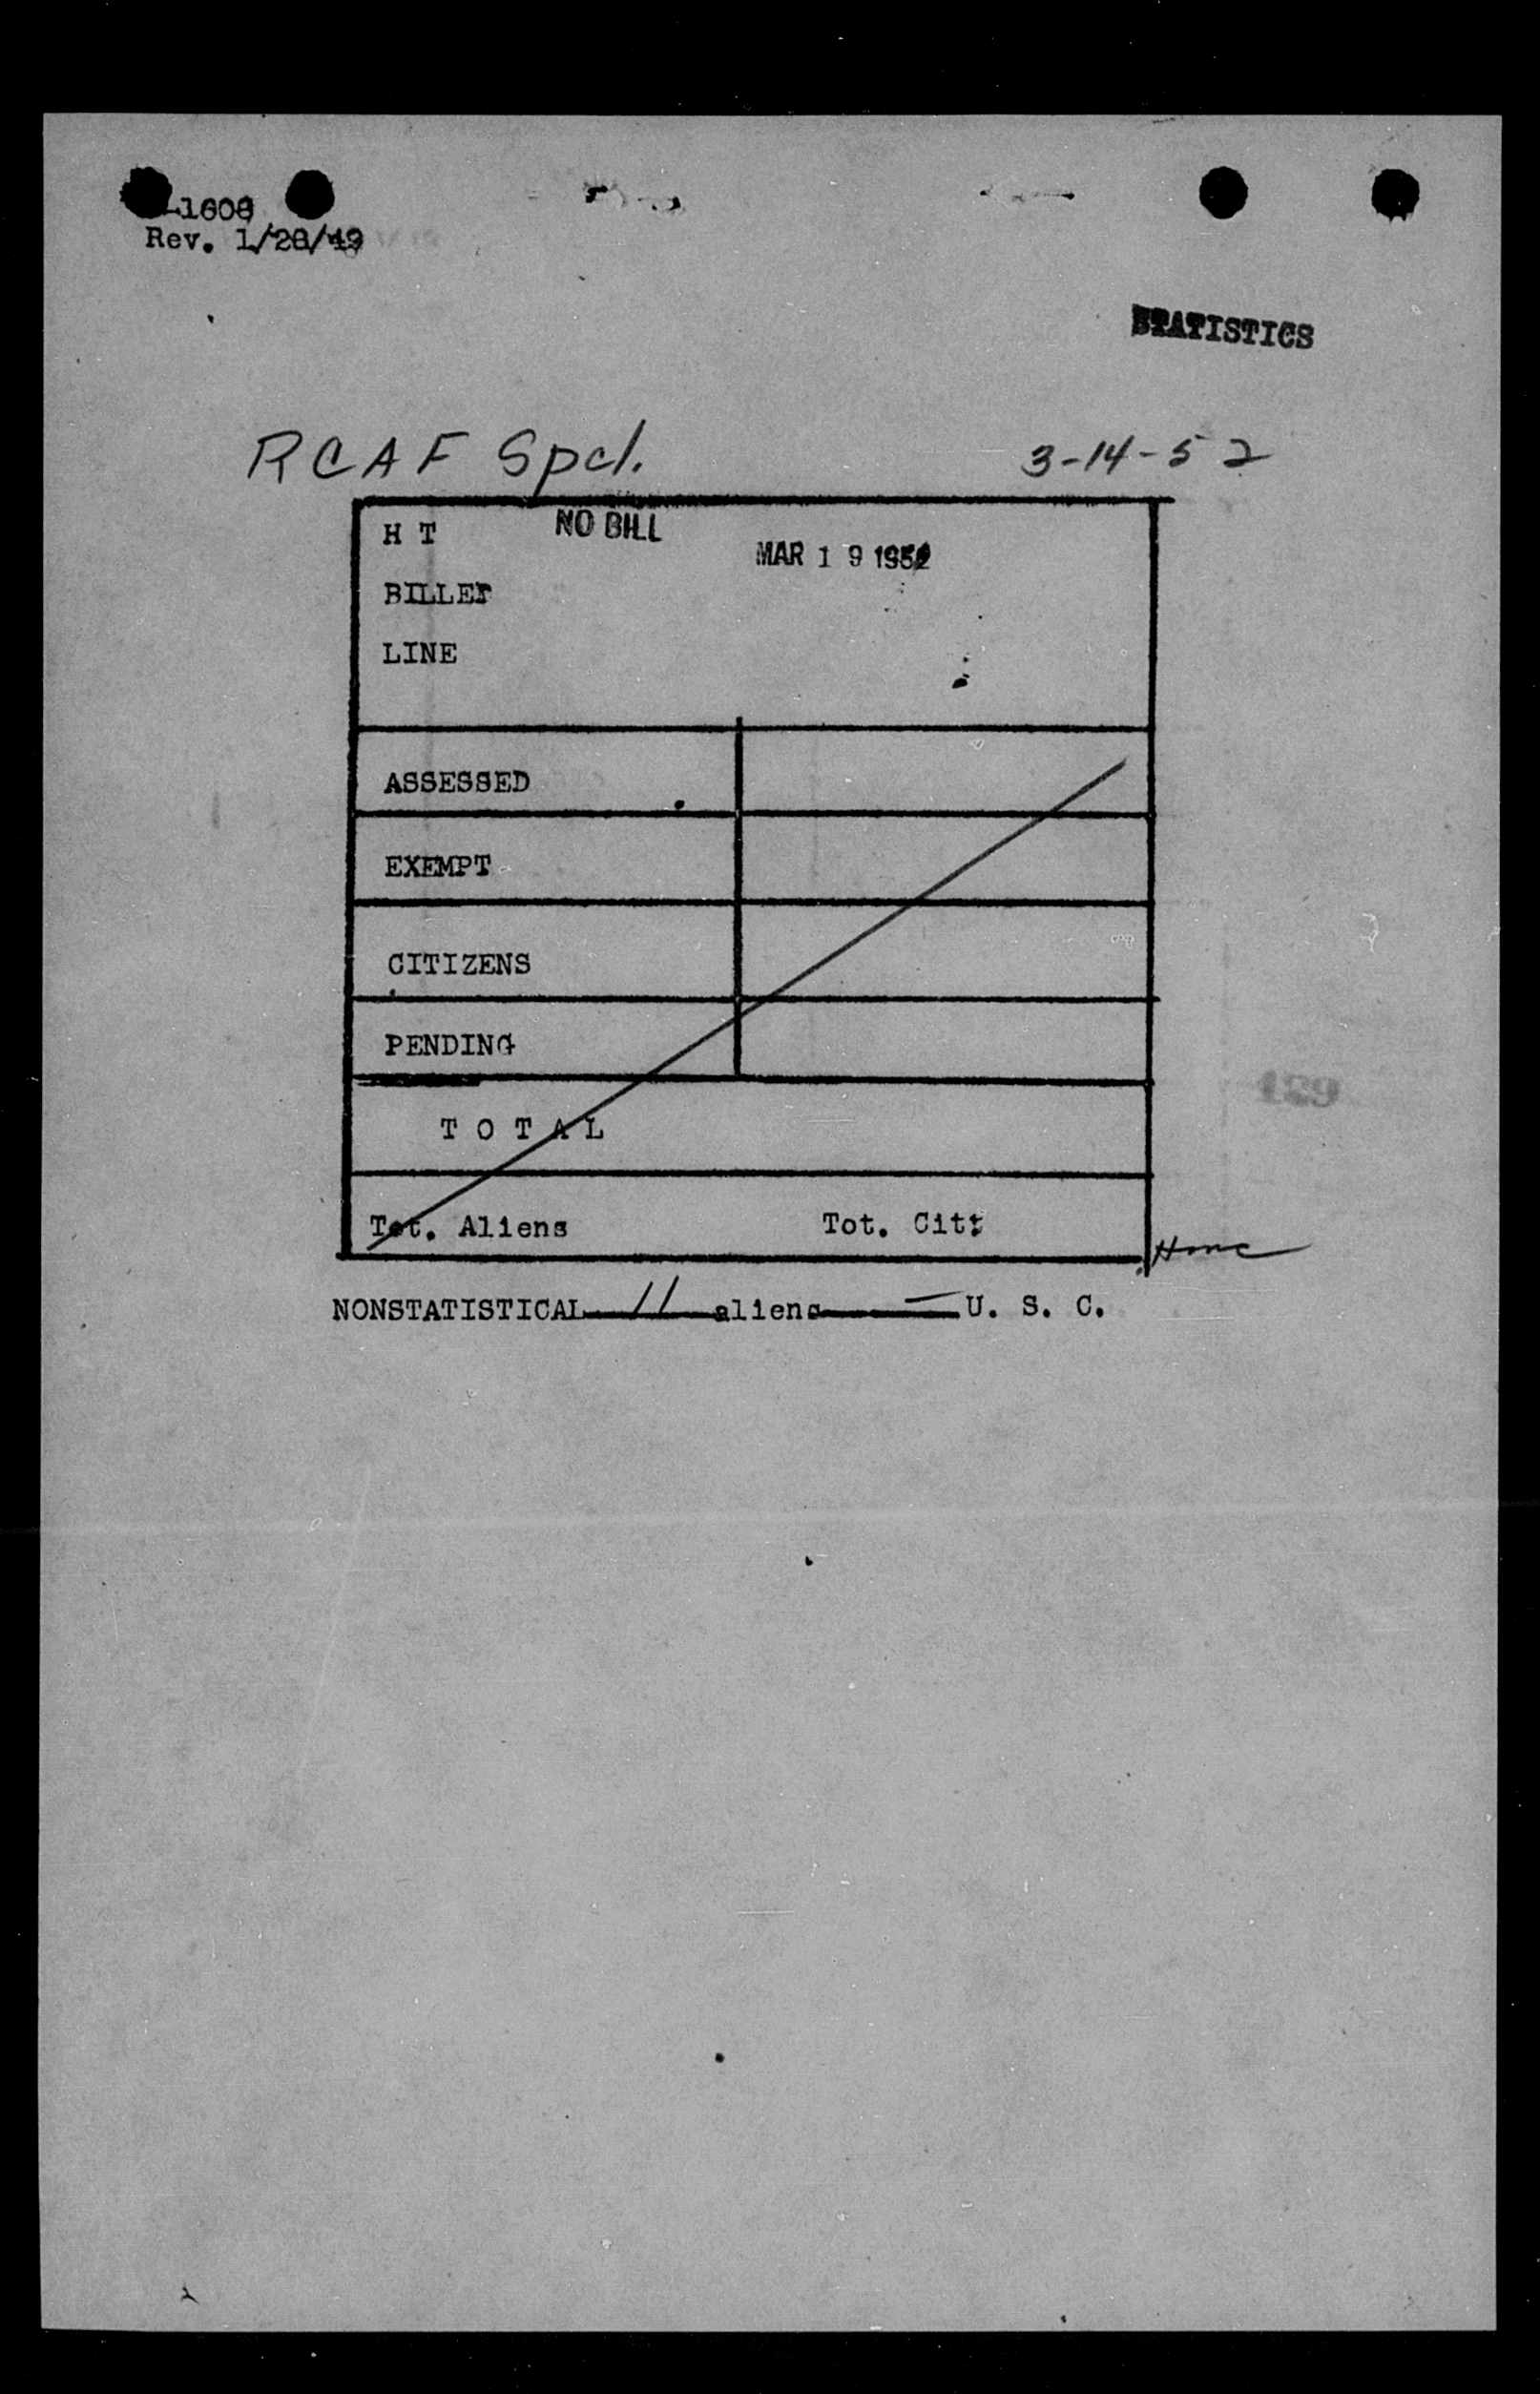 -1608
Rev. 1/28/49
STATISTICS
RCAF Spcl.
3-14-52
H T NO BILL
MAR 19 1952
BILLET
LINE
ASSESSED
EXEMPT
CITIZENS
PENDING
T O T A L
Tot. Aliens Tot. Cit:
NONSTATISTICAL 11 aliens — U. S. C.